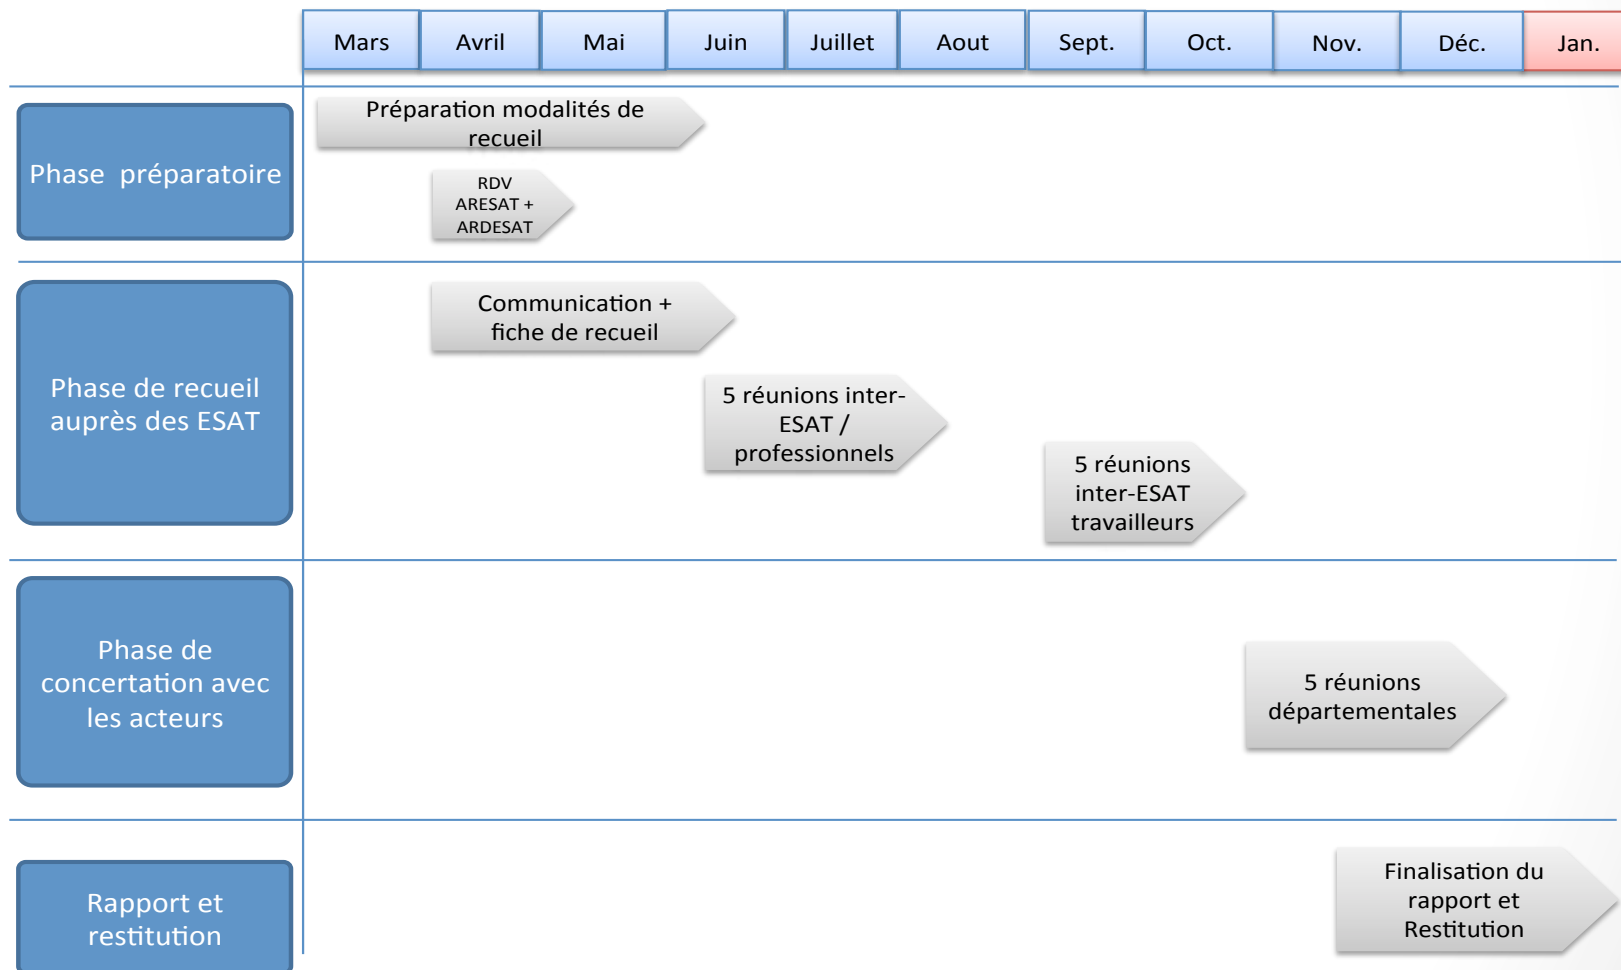 Mars
Avril
Mai
Juin
Juillet
Aout
Sept.
Oct.
Nov.
Déc.
Jan.
Phase préparatoire
Préparation modalités de
recueil
RDV
ARESAT +
ARDESAT
Phase de recueil
auprès des ESAT
Communication +
fiche de recueil
5 réunions inter-
ESAT /
professionnels
5 réunions
inter-ESAT
travailleurs
Phase de
concertation avec
les acteurs
5 réunions
départementales
Rapport et
restitution
Finalisation du
rapport et
Restitution